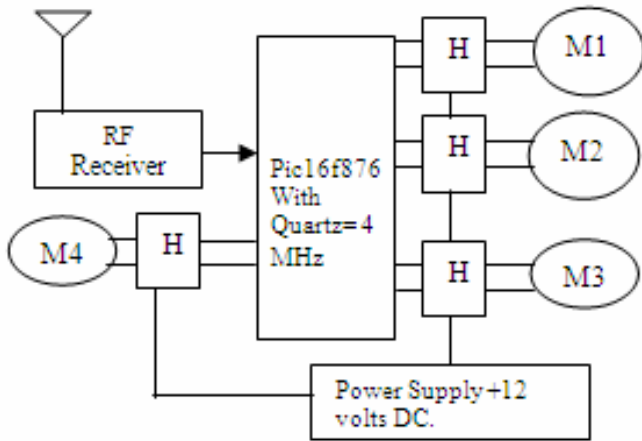 H
M1
RF
Receiver
Pic16f876
With
Quartz=4
MHz
H
M2
M4
H
H
M3
Power Supply+12
volts DC.